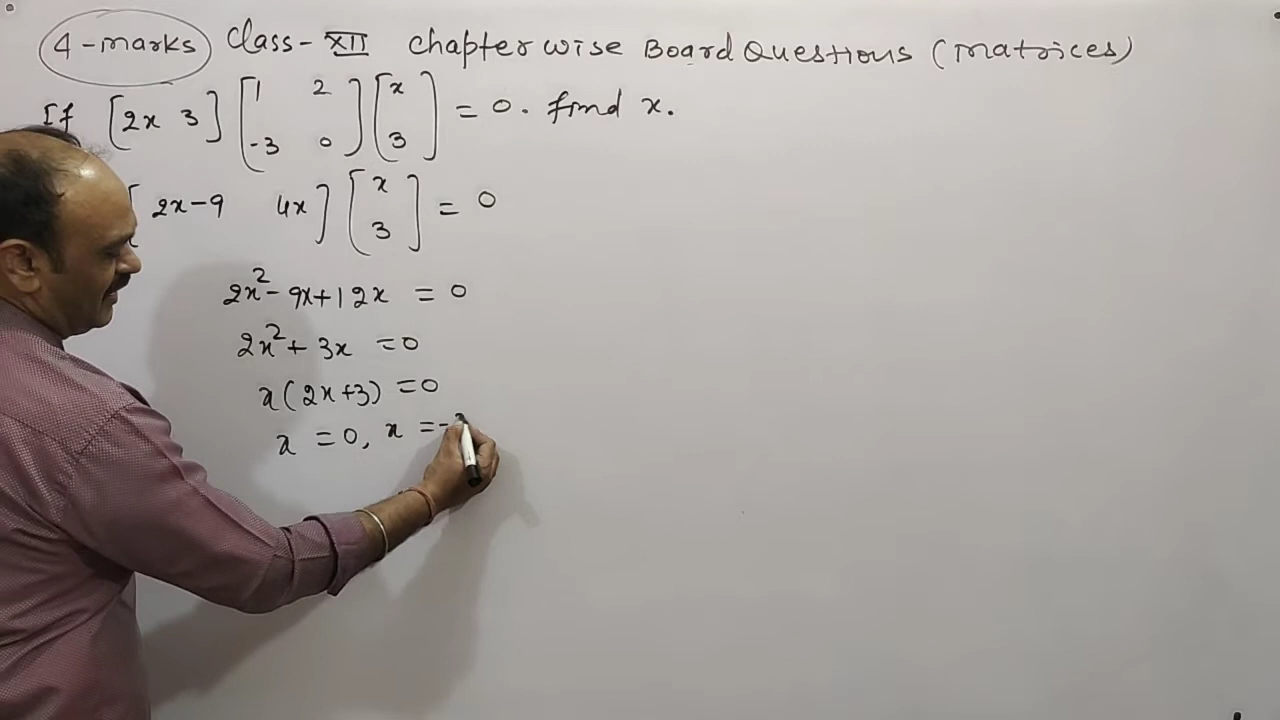 4-marks Class-XII Chapterwise Board Questions (Matrices)
If [2x 3] [1 2; -3 0] [x; 3] = 0. find x.
[2x-9 4x] [x; 3] = 0
2x² - 9x + 12x = 0
2x² + 3x = 0
x(2x+3) = 0
x = 0, x = -